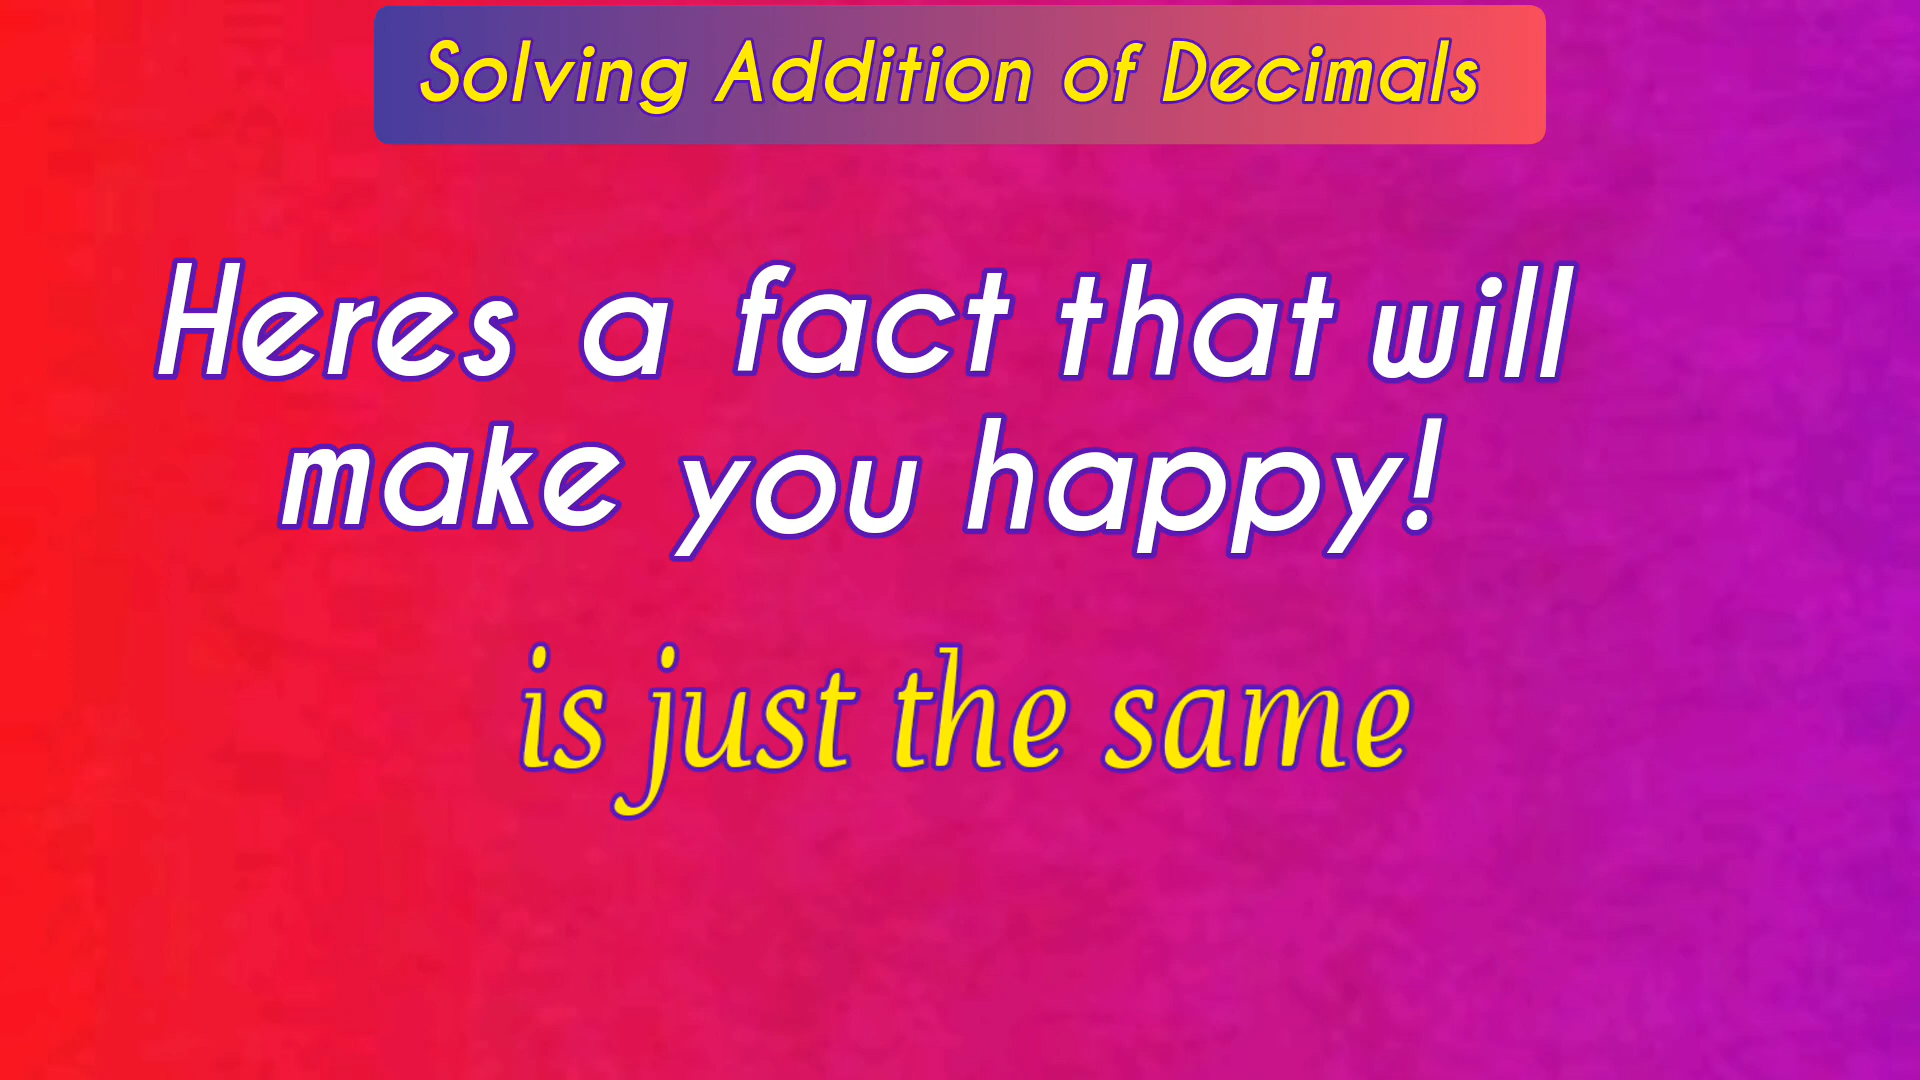 Solving Addition of Decimals
Heres a fact that will
make you happy!
is just the same